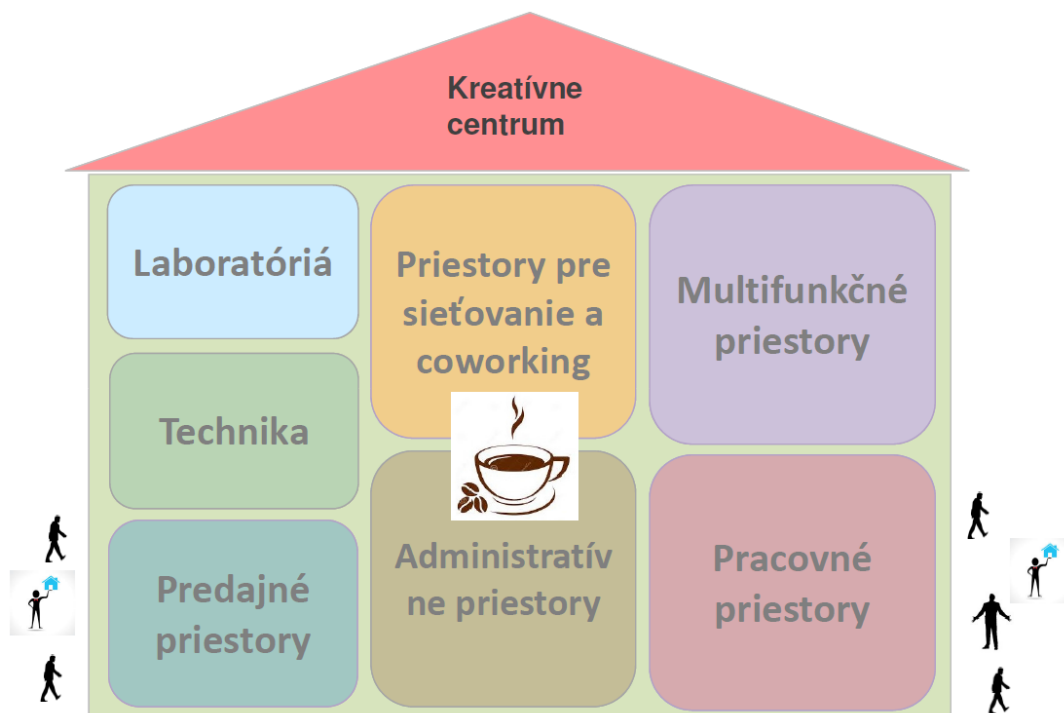 Kreatívne
centrum
Laboratóriá
Priestory pre
sieťovanie a
coworking
Multifunkčné
priestory
Technika
Predajné
priestory
Administratív
ne priestory
Pracovné
priestory